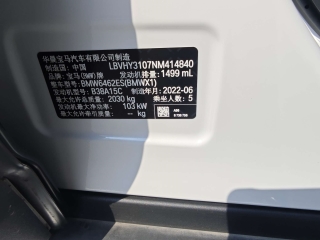 华晨宝马汽车有限公司制造
制造国：中国 LBVHY3107NM414840
品牌：宝马(BMW)牌 发动机排量：1499 mL
整车型号：BMW6462ES(BMWX1)
发动机型号：B38A15C 制造年月：2022-06
最大允许总质量：2030 kg 乘坐人数：5
发动机最大净功率：103 kW
最大允许牵引质量：— kg